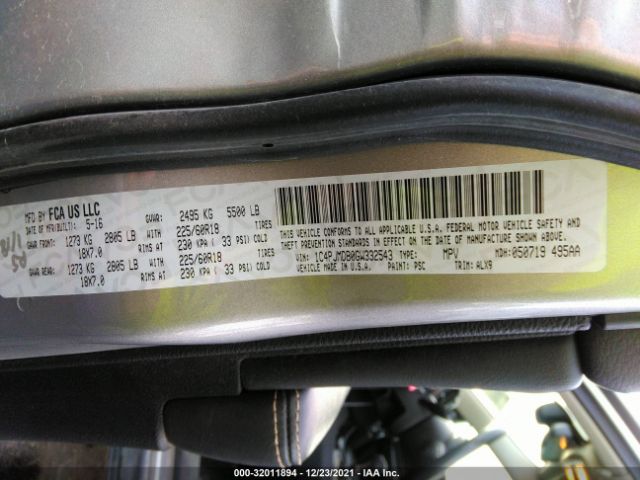 MFD BY FCA US LLC
DATE OF MFR(BUILT): 5-16 GVWR: 2495 KG 5500 LB
GAWR FRONT: 1273 KG 2805 LB WITH 225/60R18 TIRES
18X7.0 RIMS AT 230 KPA ( 33 PSI) COLD
GAWR REAR: 1273 KG 2805 LB WITH 225/60R18 TIRES
18X7.0 RIMS AT 230 KPA ( 33 PSI) COLD
THIS VEHICLE CONFORMS TO ALL APPLICABLE U.S.A. FEDERAL MOTOR VEHICLE SAFETY, BUMPER, AND
THEFT PREVENTION STANDARDS IN EFFECT ON THE DATE OF MANUFACTURE SHOWN ABOVE.
VIN: 1C4PJMDB0GW332543 TYPE: MPV MDH: 050719 495AA
VEHICLE MADE IN U.S.A. PAINT: PSC TRIM: ALX9
000-32011894 - 12/23/2021 - IAA Inc.